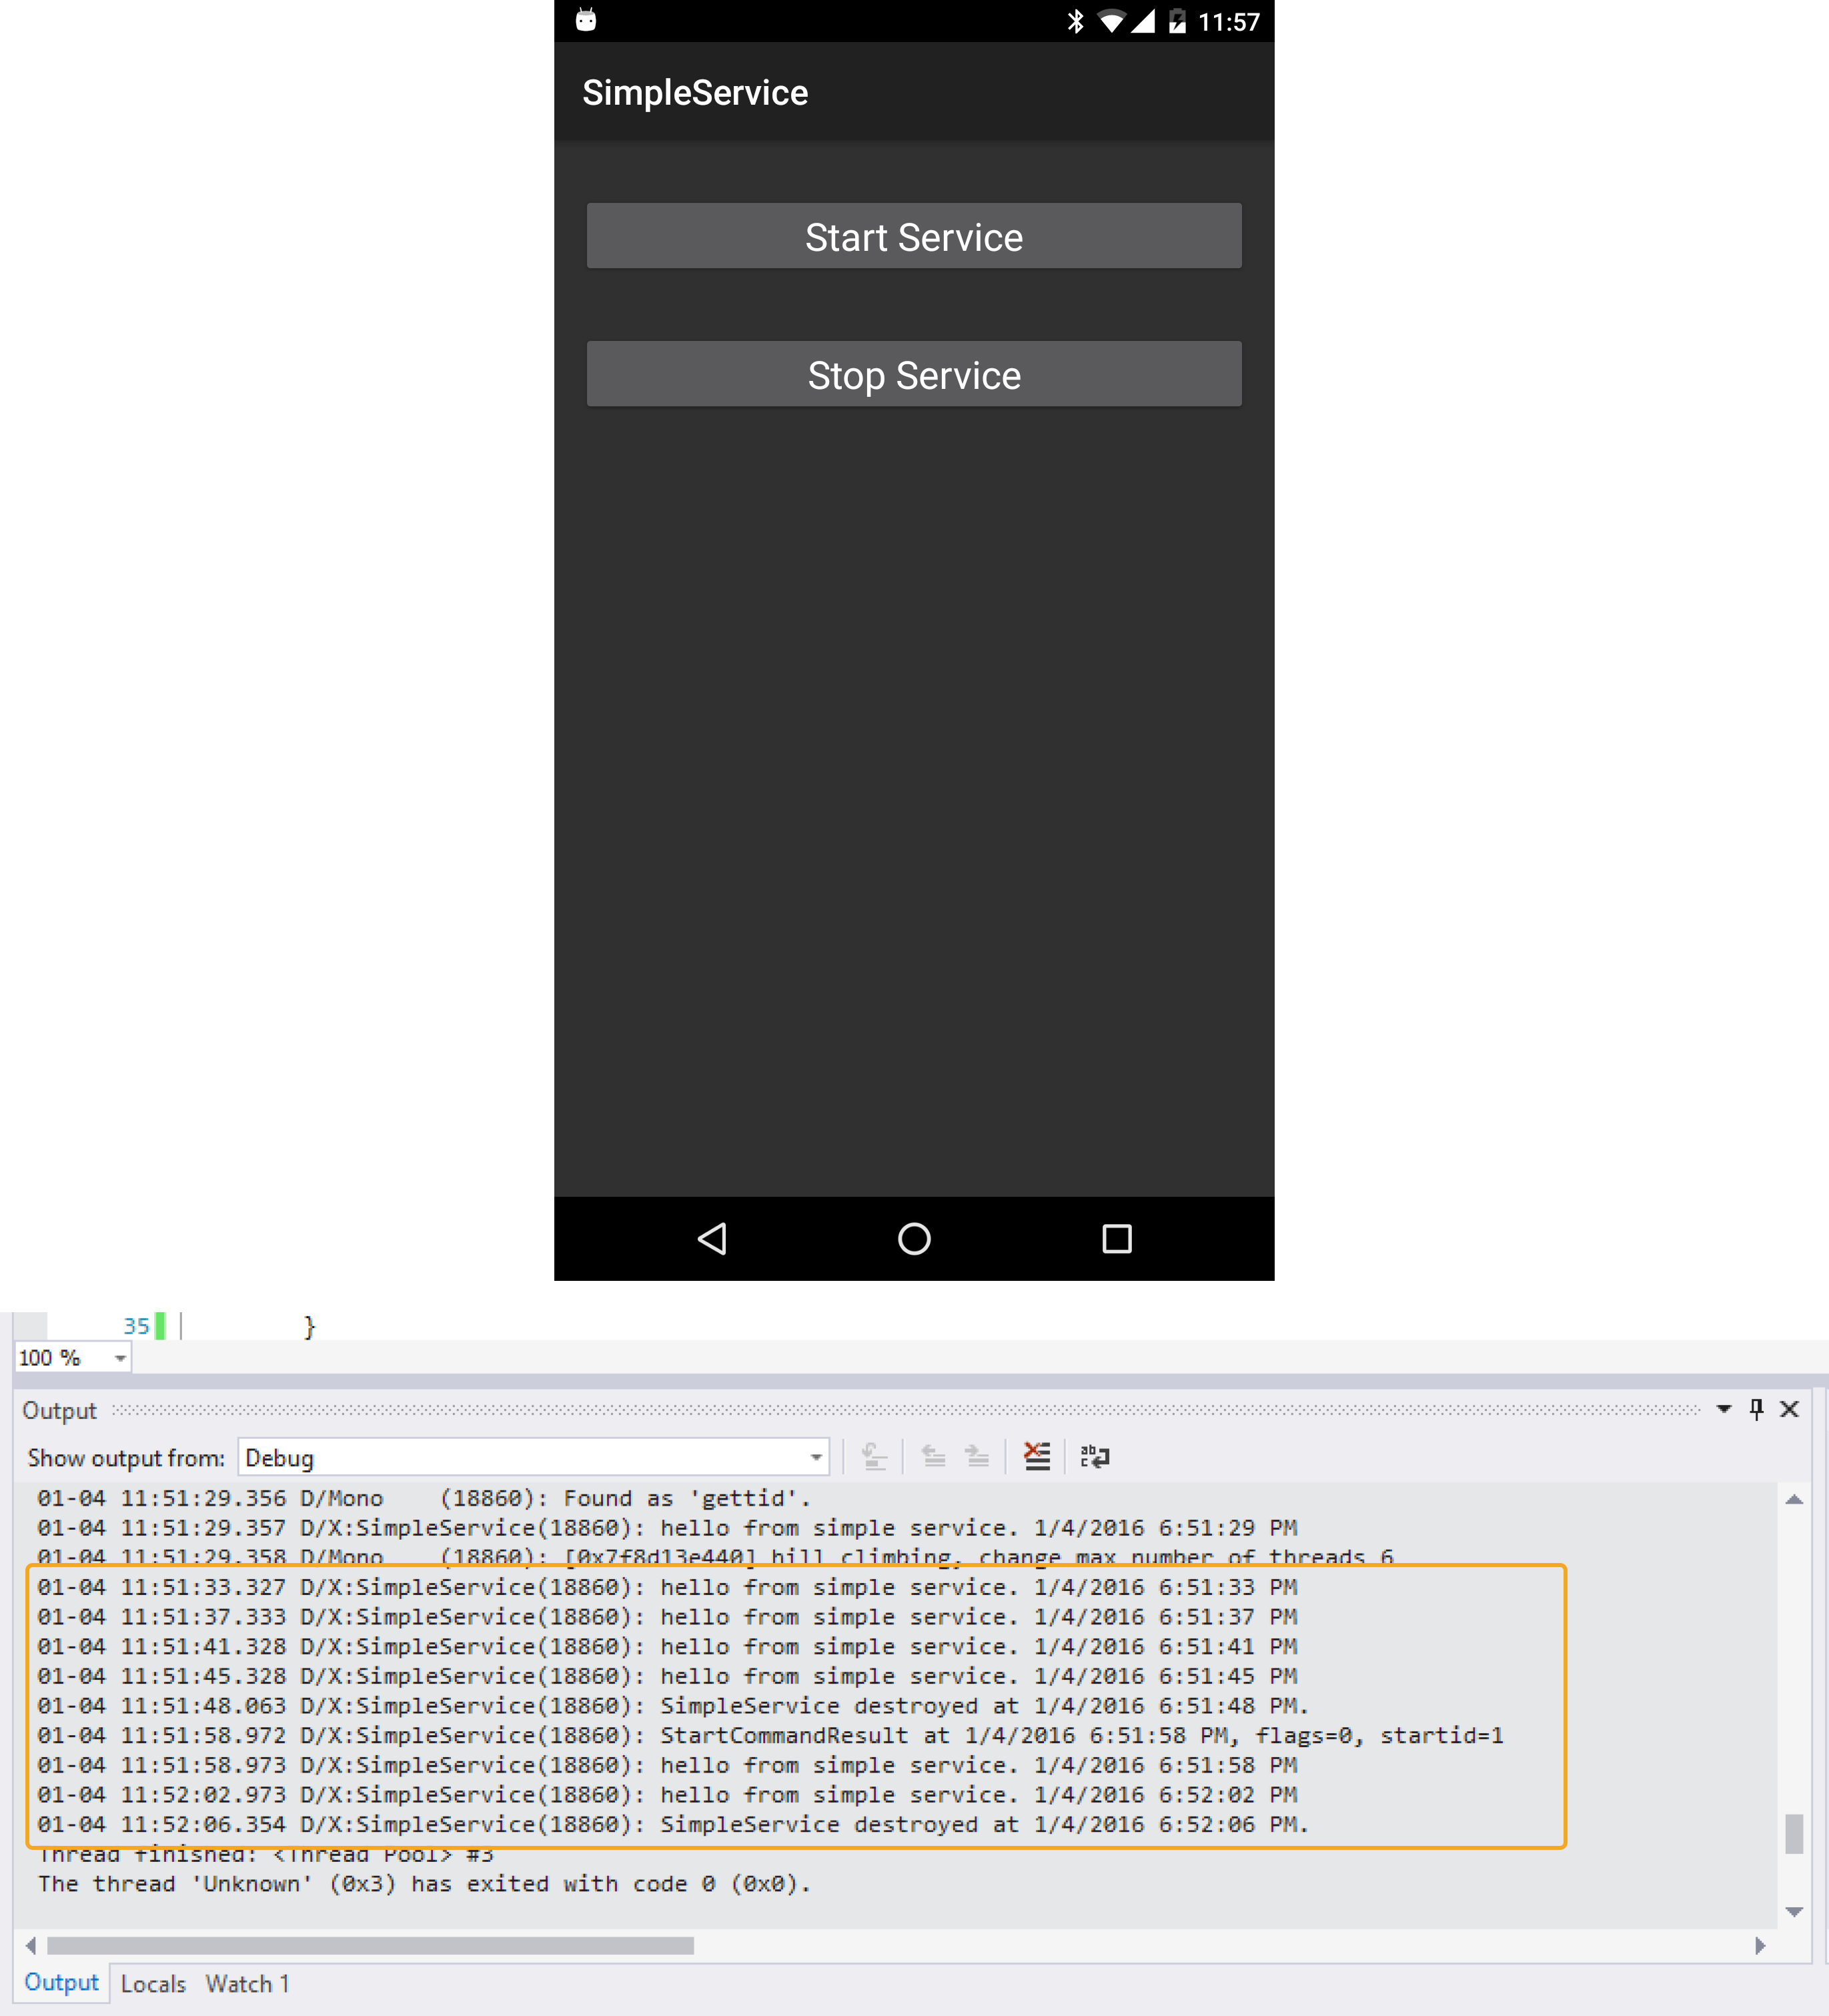 11:57
SimpleService
Start Service
Stop Service
35 }
100 %
Output
Show output from: Debug
01-04 11:51:29.356 D/Mono    (18860): Found as 'gettid'.
01-04 11:51:29.357 D/X:SimpleService(18860): hello from simple service. 1/4/2016 6:51:29 PM
01-04 11:51:29.358 D/Mono    (18860): [0x7f8d13e440] hill climbing, change max number of threads 6
01-04 11:51:33.327 D/X:SimpleService(18860): hello from simple service. 1/4/2016 6:51:33 PM
01-04 11:51:37.333 D/X:SimpleService(18860): hello from simple service. 1/4/2016 6:51:37 PM
01-04 11:51:41.328 D/X:SimpleService(18860): hello from simple service. 1/4/2016 6:51:41 PM
01-04 11:51:45.328 D/X:SimpleService(18860): hello from simple service. 1/4/2016 6:51:45 PM
01-04 11:51:48.063 D/X:SimpleService(18860): SimpleService destroyed at 1/4/2016 6:51:48 PM.
01-04 11:51:58.972 D/X:SimpleService(18860): StartCommandResult at 1/4/2016 6:51:58 PM, flags=0, startid=1
01-04 11:51:58.973 D/X:SimpleService(18860): hello from simple service. 1/4/2016 6:51:58 PM
01-04 11:52:02.973 D/X:SimpleService(18860): hello from simple service. 1/4/2016 6:52:02 PM
01-04 11:52:06.354 D/X:SimpleService(18860): SimpleService destroyed at 1/4/2016 6:52:06 PM.
Thread finished: <Thread Pool> #3
The thread 'Unknown' (0x3) has exited with code 0 (0x0).
Output Locals Watch 1